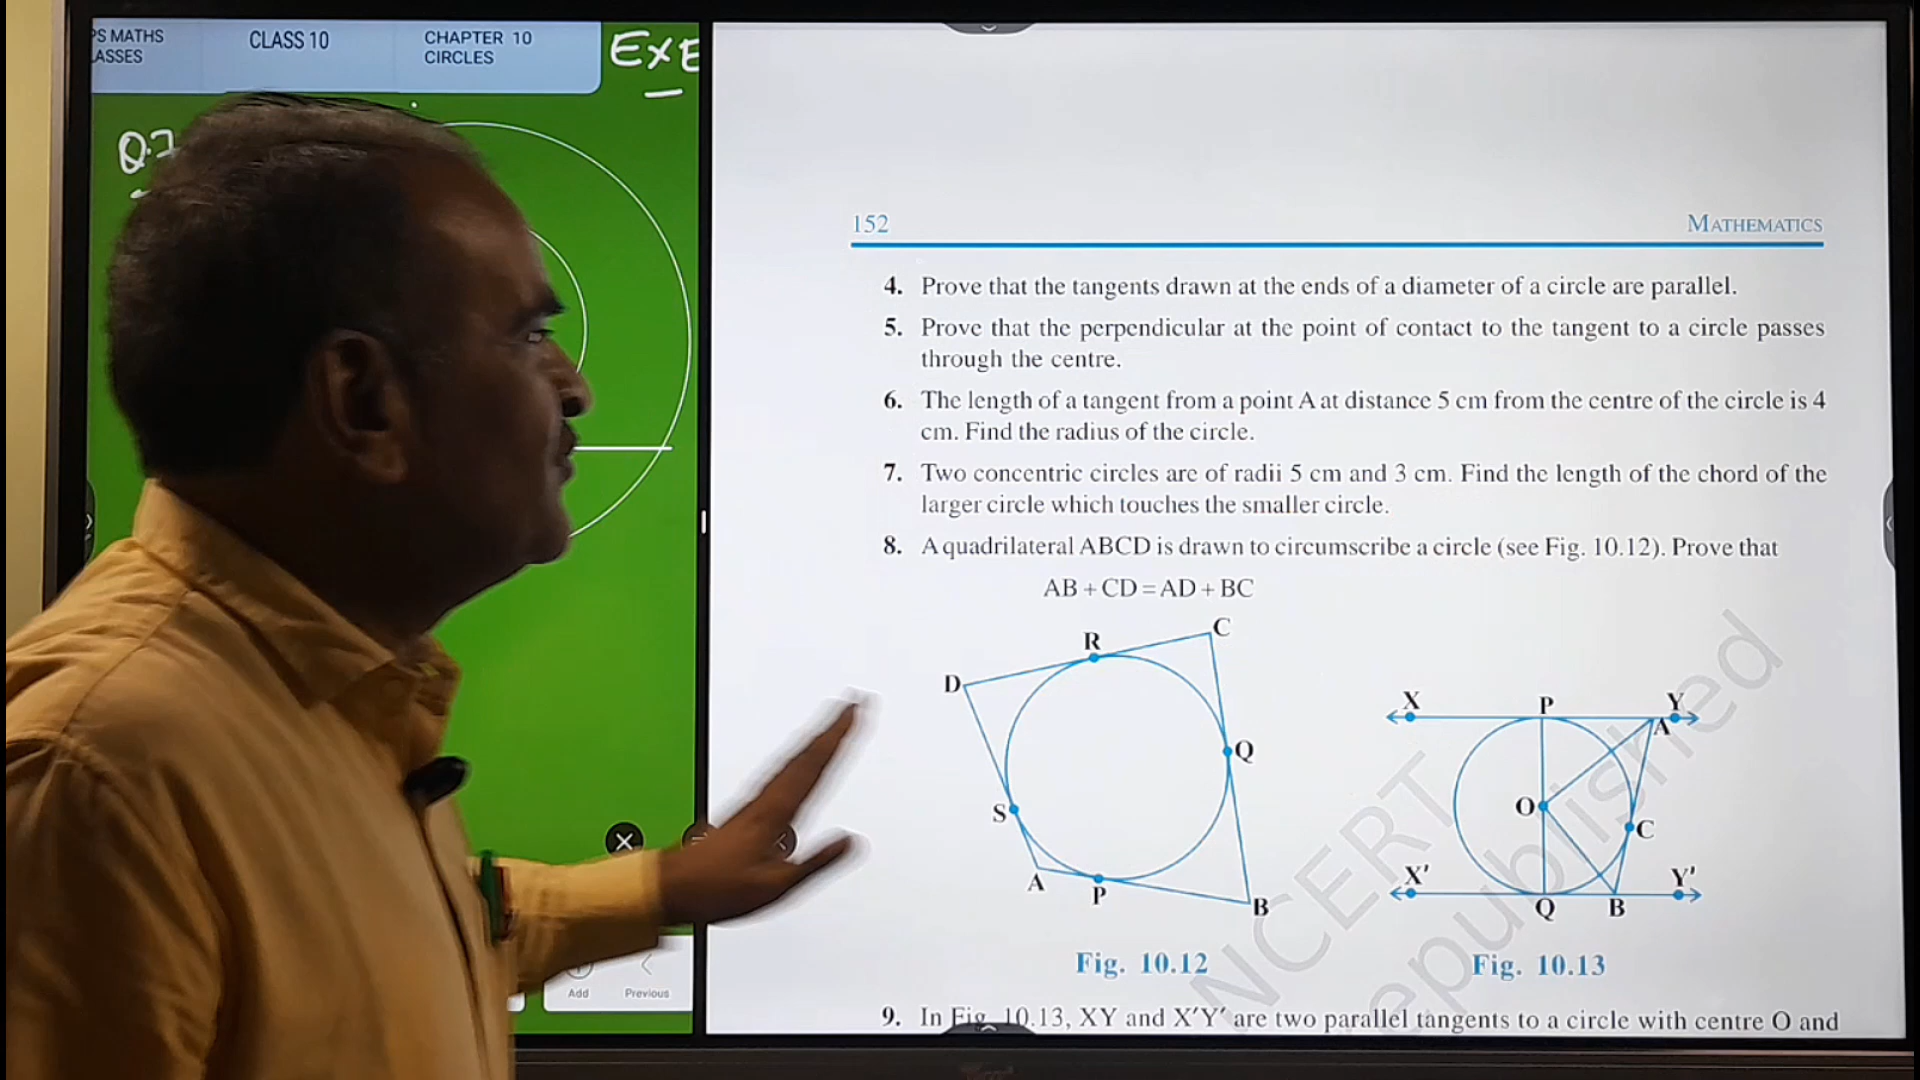 PS MATHS
ASSES
CLASS 10
CHAPTER 10
CIRCLES
EXE
Q.7
152
MATHEMATICS
4. Prove that the tangents drawn at the ends of a diameter of a circle are parallel.
5. Prove that the perpendicular at the point of contact to the tangent to a circle passes
through the centre.
6. The length of a tangent from a point A at distance 5 cm from the centre of the circle is 4
cm. Find the radius of the circle.
7. Two concentric circles are of radii 5 cm and 3 cm. Find the length of the chord of the
larger circle which touches the smaller circle.
8. A quadrilateral ABCD is drawn to circumscribe a circle (see Fig. 10.12). Prove that
AB + CD = AD + BC
C
R
D
Q
S
A
P
B
X
P
Y
A
O
C
X'
Y'
Q
B
Fig. 10.12
Fig. 10.13
NCERT
republished
9. In Fig. 10.13, XY and X'Y' are two parallel tangents to a circle with centre O and
Add
Previous